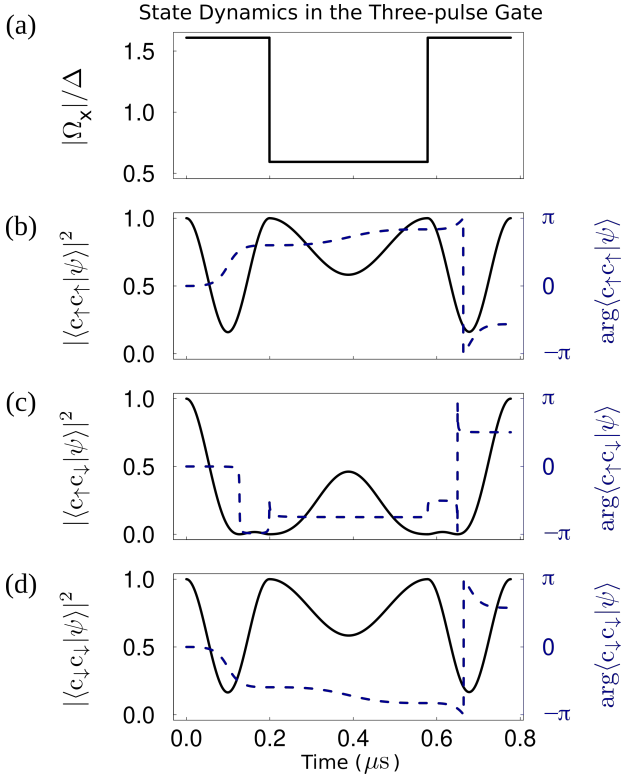 State Dynamics in the Three-pulse Gate
(a)
|Ωx|/Δ
1.5
1.0
0.5
(b)
|⟨c↑c↑|ψ⟩|²
1.0
0.5
0.0
π
0
−π
arg⟨c↑c↑|ψ⟩
(c)
|⟨c↑c↓|ψ⟩|²
1.0
0.5
0.0
π
0
−π
arg⟨c↑c↓|ψ⟩
(d)
|⟨c↓c↓|ψ⟩|²
1.0
0.5
0.0
π
0
−π
arg⟨c↓c↓|ψ⟩
0.0 0.2 0.4 0.6 0.8
Time (μs)